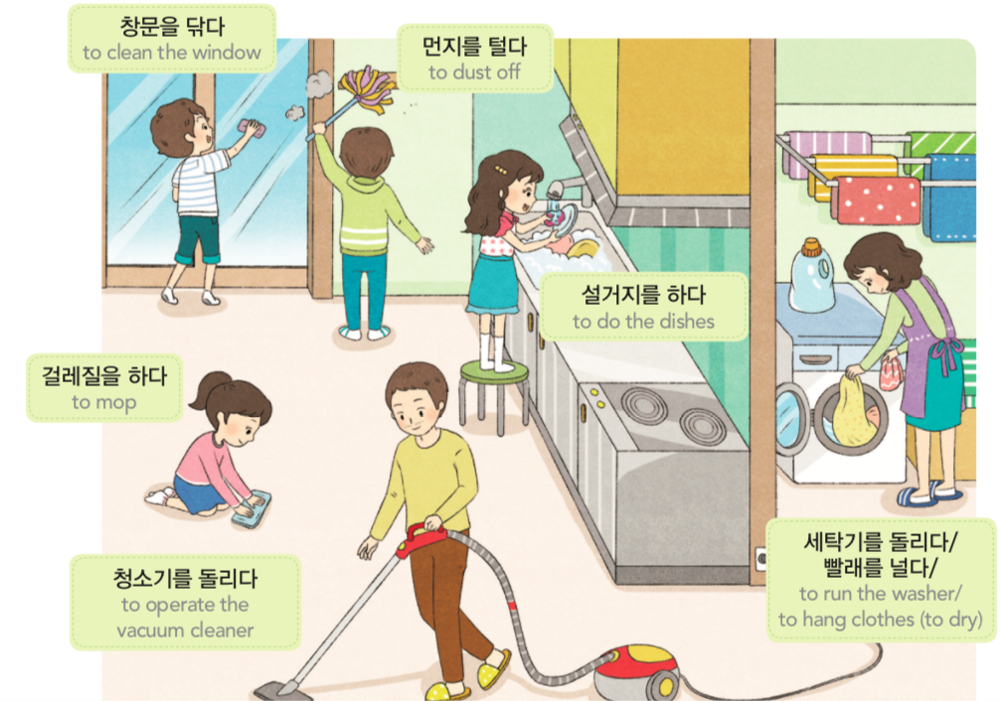 창문을 닦다
to clean the window
먼지를 털다
to dust off
설거지를 하다
to do the dishes
걸레질을 하다
to mop
청소기를 돌리다
to operate the
vacuum cleaner
세탁기를 돌리다/
빨래를 널다/
to run the washer/
to hang clothes (to dry)